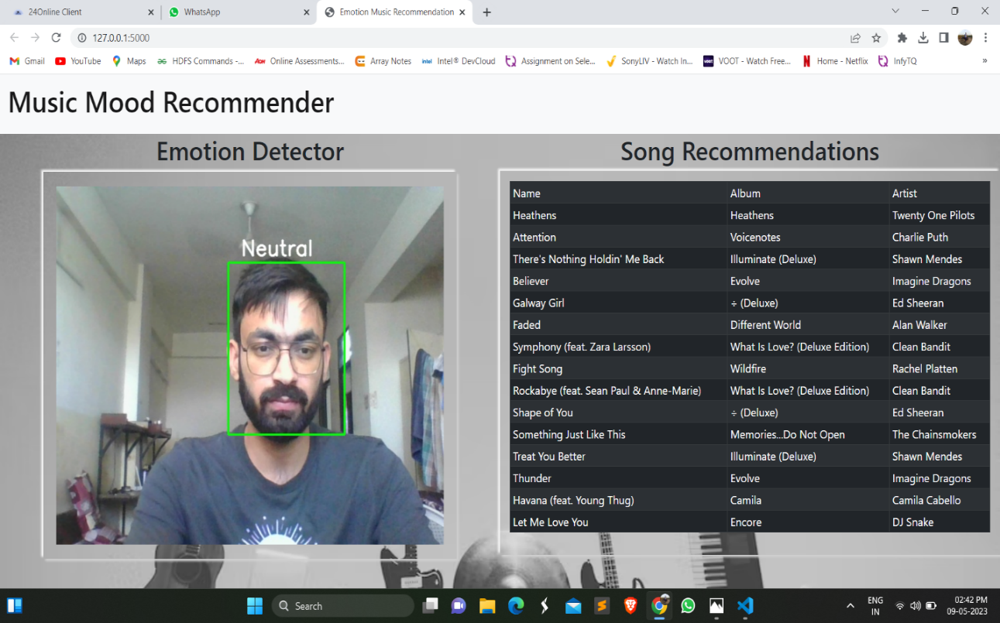 24Online Client
WhatsApp
Emotion Music Recommendation
127.0.0.1:5000
Gmail YouTube Maps HDFS Commands -... Online Assessments... Array Notes Intel® DevCloud Assignment on Sele... SonyLIV - Watch In... VOOT - Watch Free... Home - Netflix InfyTQ »
Music Mood Recommender
Emotion Detector
Neutral
Song Recommendations
Name Album Artist
Heathens Heathens Twenty One Pilots
Attention Voicenotes Charlie Puth
There's Nothing Holdin' Me Back Illuminate (Deluxe) Shawn Mendes
Believer Evolve Imagine Dragons
Galway Girl ÷ (Deluxe) Ed Sheeran
Faded Different World Alan Walker
Symphony (feat. Zara Larsson) What Is Love? (Deluxe Edition) Clean Bandit
Fight Song Wildfire Rachel Platten
Rockabye (feat. Sean Paul & Anne-Marie) What Is Love? (Deluxe Edition) Clean Bandit
Shape of You ÷ (Deluxe) Ed Sheeran
Something Just Like This Memories...Do Not Open The Chainsmokers
Treat You Better Illuminate (Deluxe) Shawn Mendes
Thunder Evolve Imagine Dragons
Havana (feat. Young Thug) Camila Camila Cabello
Let Me Love You Encore DJ Snake
Search
ENG
IN
02:42 PM
09-05-2023